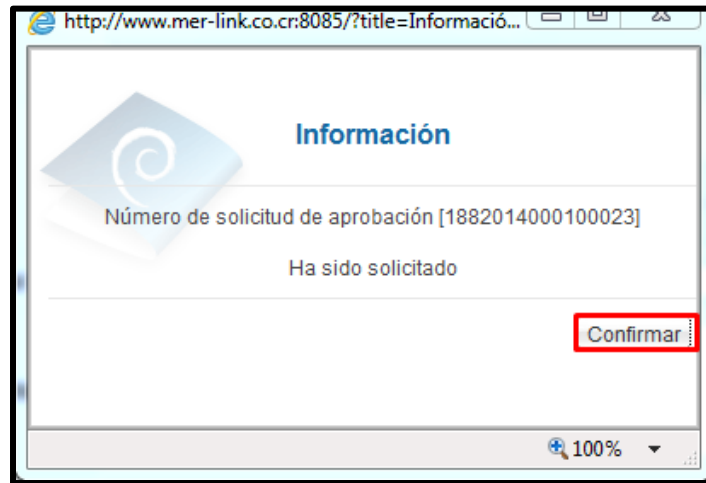 http://www.mer-link.co.cr:8085/?title=Informació...
Información
Número de solicitud de aprobación [1882014000100023]
Ha sido solicitado
Confirmar
100%